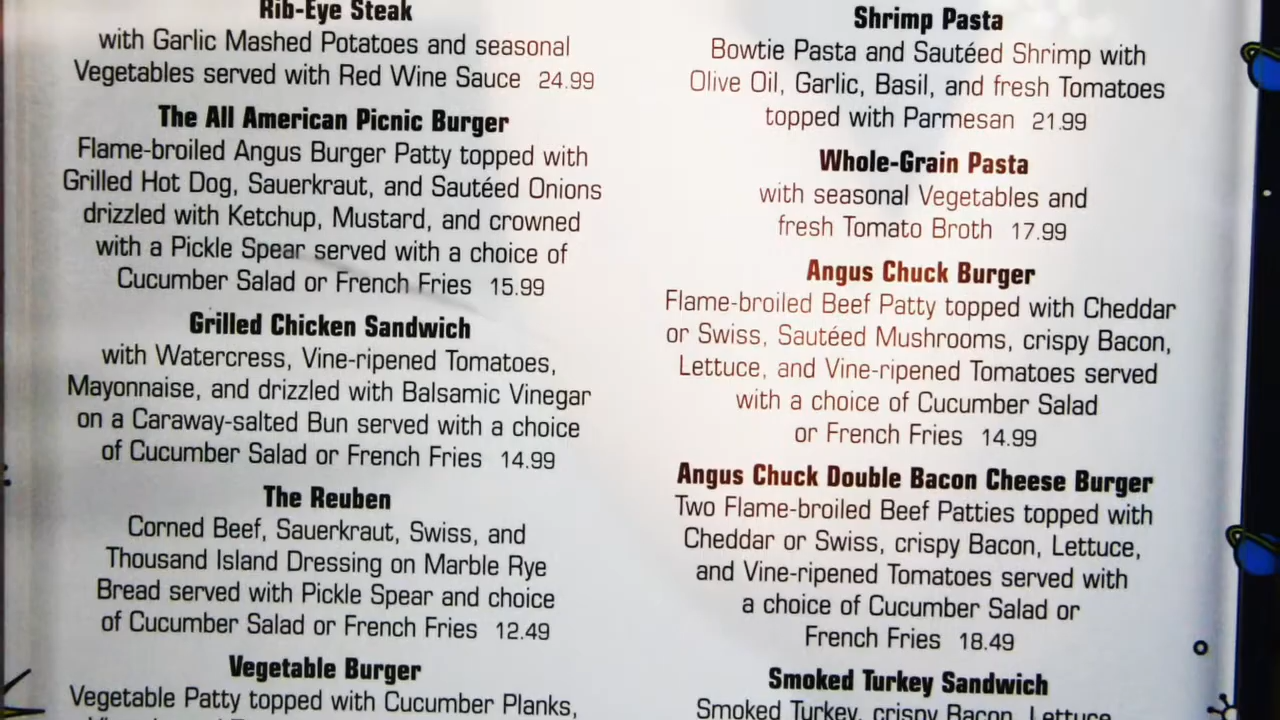 Rib-Eye Steak
with Garlic Mashed Potatoes and seasonal
Vegetables served with Red Wine Sauce 24.99
The All American Picnic Burger
Flame-broiled Angus Burger Patty topped with
Grilled Hot Dog, Sauerkraut, and Sautéed Onions
drizzled with Ketchup, Mustard, and crowned
with a Pickle Spear served with a choice of
Cucumber Salad or French Fries 15.99
Grilled Chicken Sandwich
with Watercress, Vine-ripened Tomatoes,
Mayonnaise, and drizzled with Balsamic Vinegar
on a Caraway-salted Bun served with a choice
of Cucumber Salad or French Fries 14.99
The Reuben
Corned Beef, Sauerkraut, Swiss, and
Thousand Island Dressing on Marble Rye
Bread served with Pickle Spear and choice
of Cucumber Salad or French Fries 12.49
Vegetable Burger
Vegetable Patty topped with Cucumber Planks,
Shrimp Pasta
Bowtie Pasta and Sautéed Shrimp with
Olive Oil, Garlic, Basil, and fresh Tomatoes
topped with Parmesan 21.99
Whole-Grain Pasta
with seasonal Vegetables and
fresh Tomato Broth 17.99
Angus Chuck Burger
Flame-broiled Beef Patty topped with Cheddar
or Swiss, Sautéed Mushrooms, crispy Bacon,
Lettuce, and Vine-ripened Tomatoes served
with a choice of Cucumber Salad
or French Fries 14.99
Angus Chuck Double Bacon Cheese Burger
Two Flame-broiled Beef Patties topped with
Cheddar or Swiss, crispy Bacon, Lettuce,
and Vine-ripened Tomatoes served with
a choice of Cucumber Salad or
French Fries 18.49
Smoked Turkey Sandwich
Smoked Turkey, crispy Bacon, Lettuce